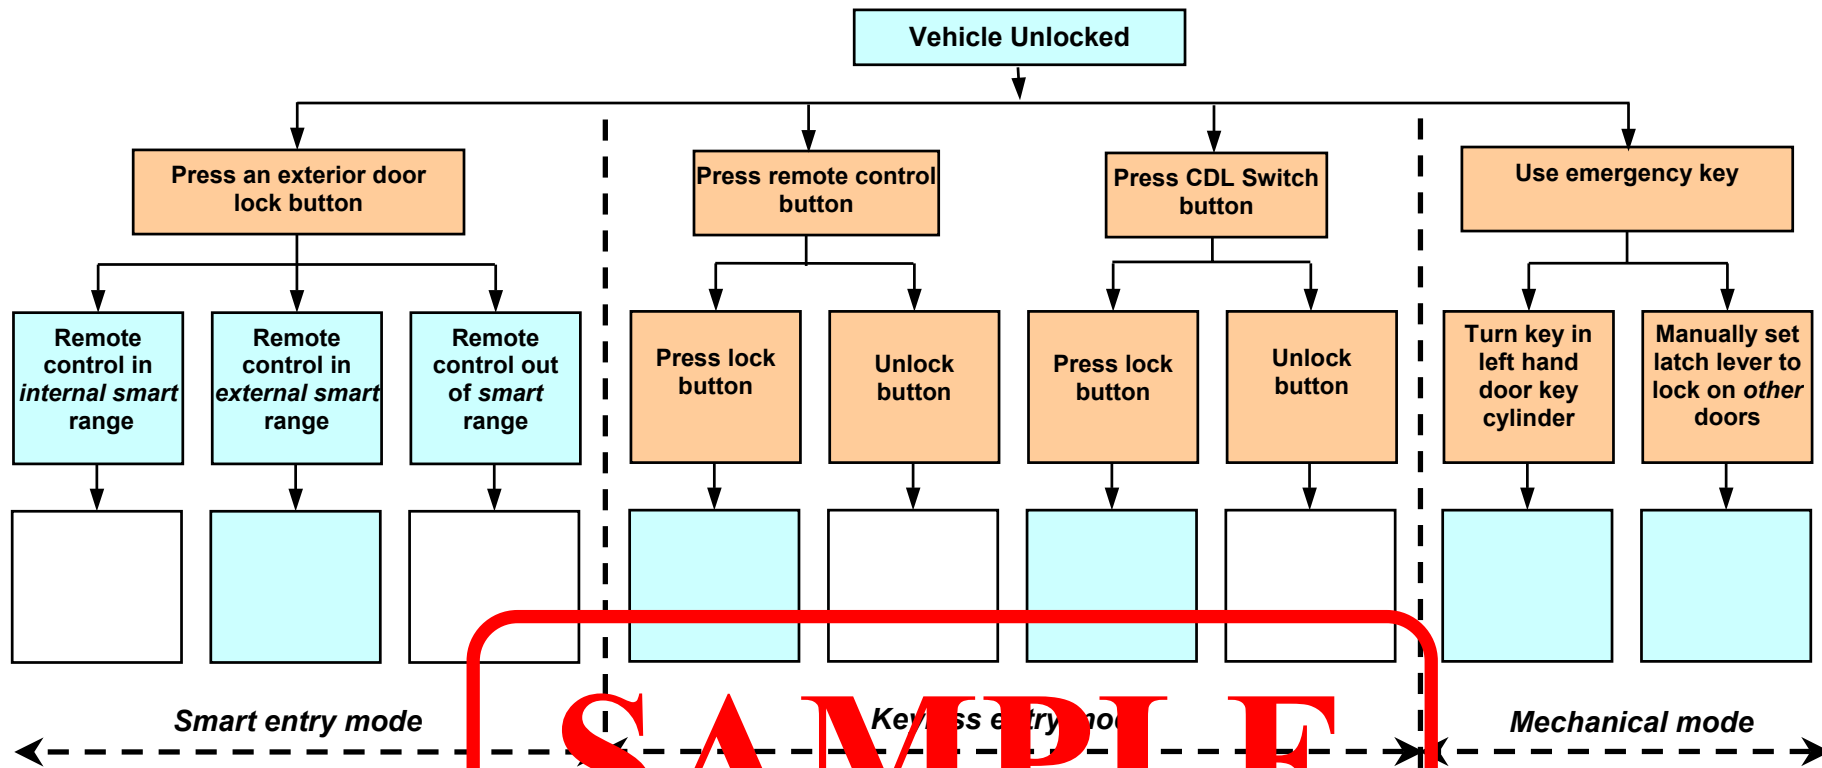 Vehicle Unlocked
Press an exterior door
lock button
Press remote control
button
Press CDL Switch
button
Use emergency key
Remote
control in
internal smart
range
Remote
control in
external smart
range
Remote
control out
of smart
range
Press lock
button
Unlock
button
Press lock
button
Unlock
button
Turn key in
left hand
door key
cylinder
Manually set
latch lever to
lock on other
doors
Smart entry mode
Keyless entry mode
Mechanical mode
SAMPLE